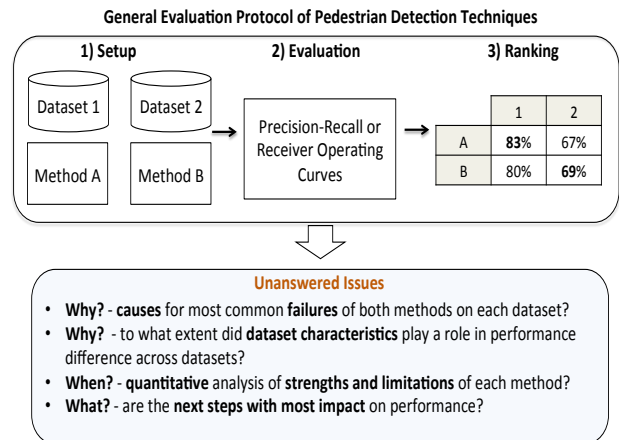 General Evaluation Protocol of Pedestrian Detection Techniques
1) Setup
2) Evaluation
3) Ranking
Dataset 1
Dataset 2
Method A
Method B
Precision-Recall or
Receiver Operating
Curves
1 2
A 83% 67%
B 80% 69%
Unanswered Issues
• Why? - causes for most common failures of both methods on each dataset?
• Why? - to what extent did dataset characteristics play a role in performance
difference across datasets?
• When? - quantitative analysis of strengths and limitations of each method?
• What? - are the next steps with most impact on performance?